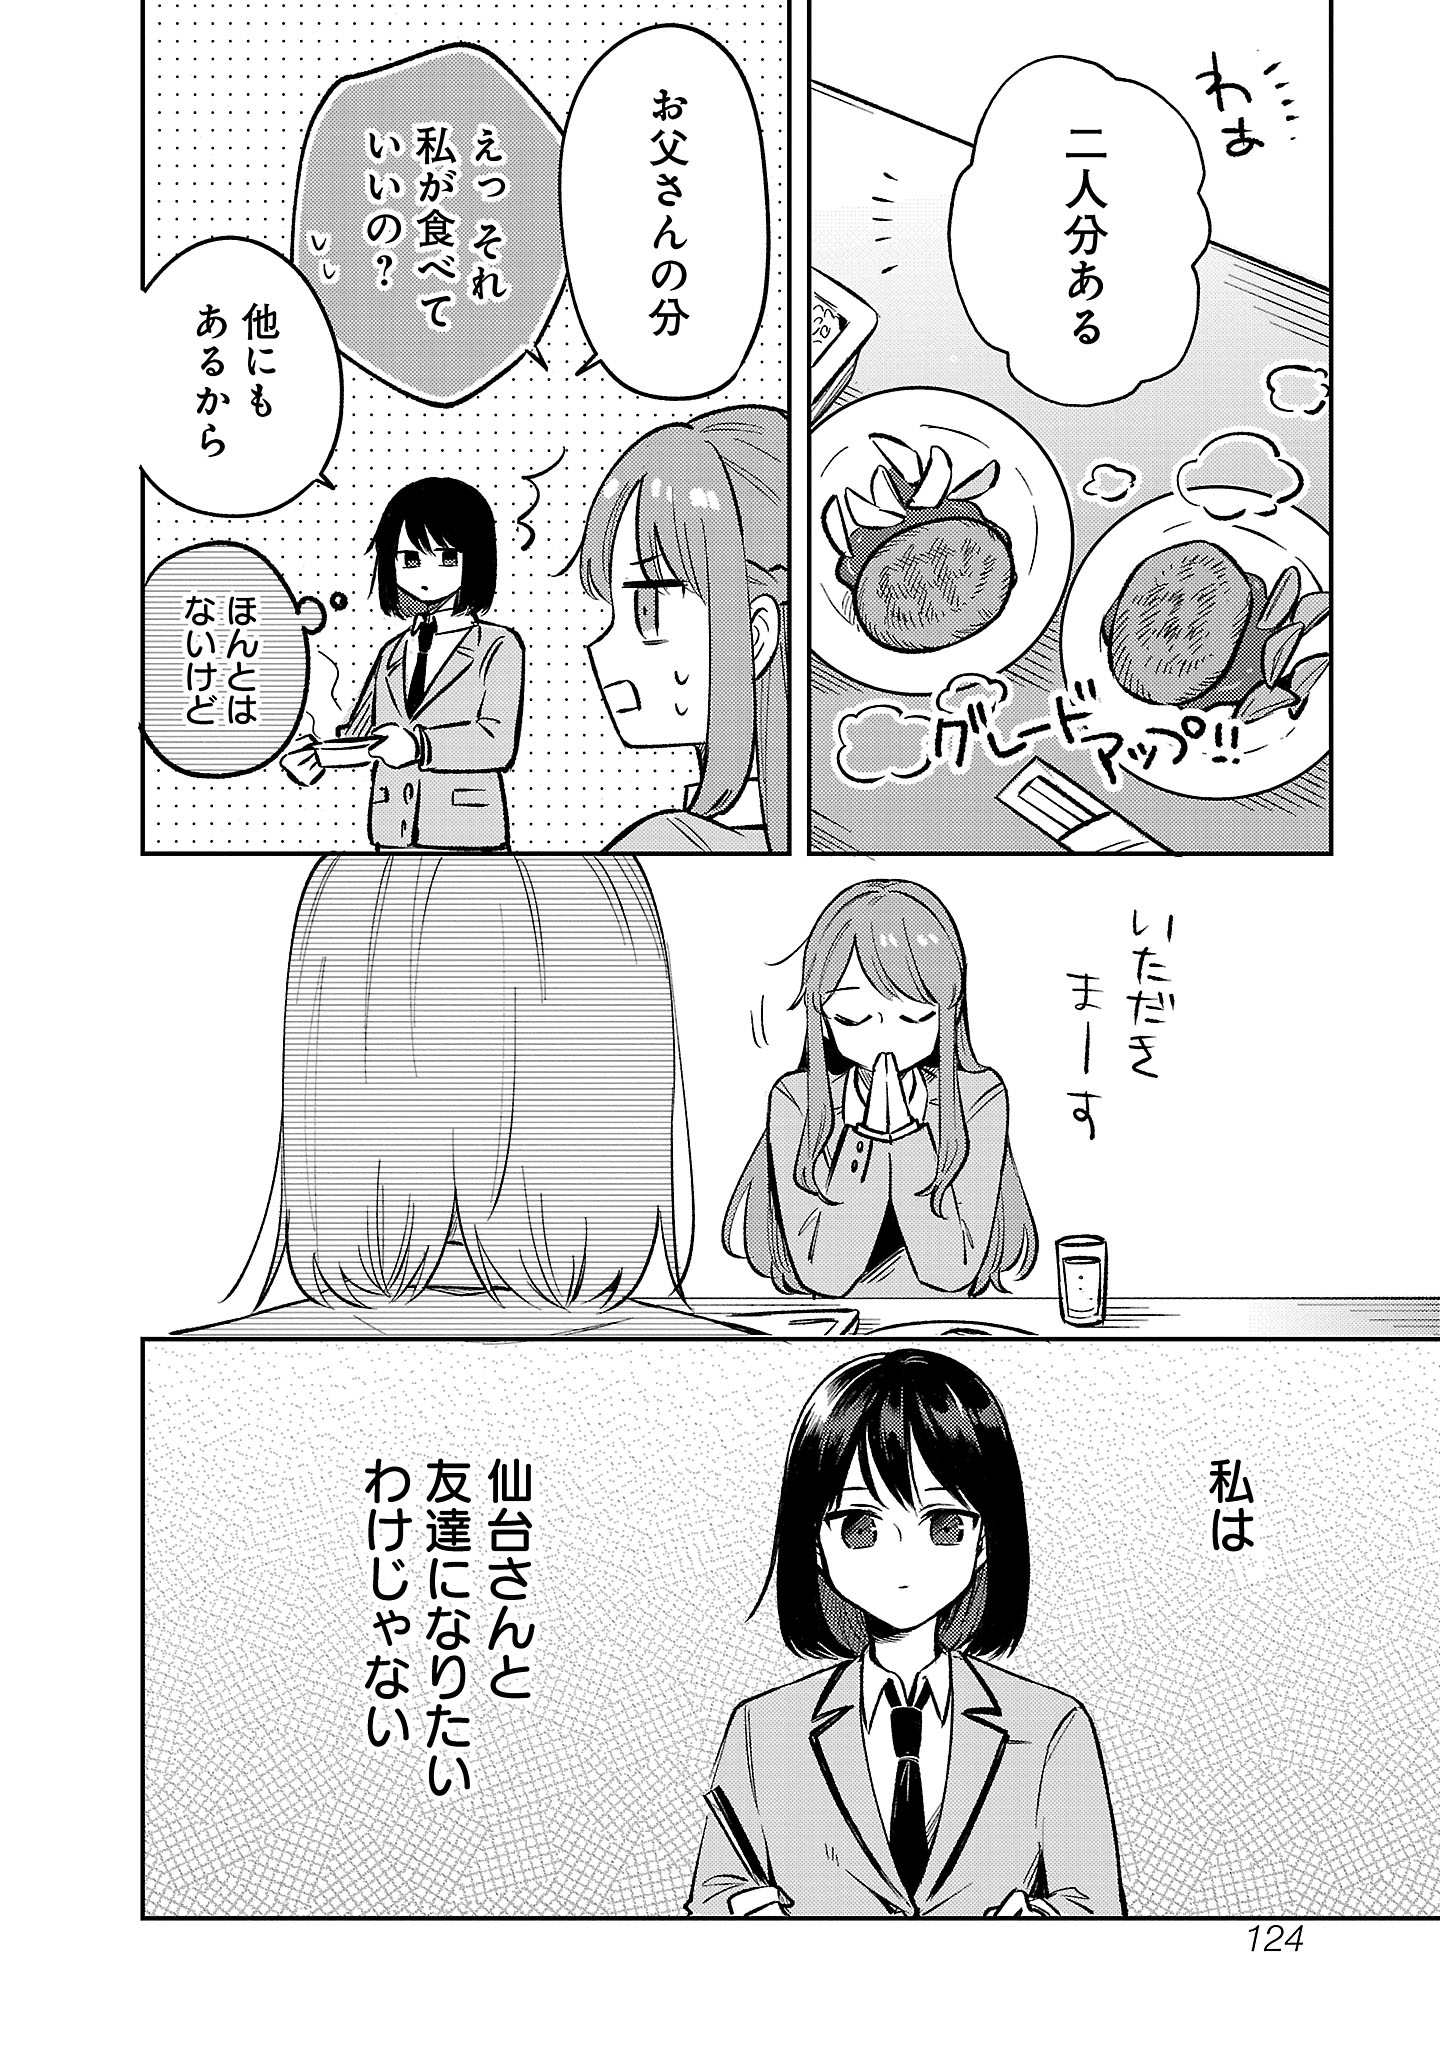 わぁ
二人分ある
グレードアップ!!
お父さんの分
えっ それ
私が食べて
いいの?
他にも
あるから
ほんとは
ないけど
いただき
まーす
私は
仙台さんと
友達になりたい
わけじゃない
124